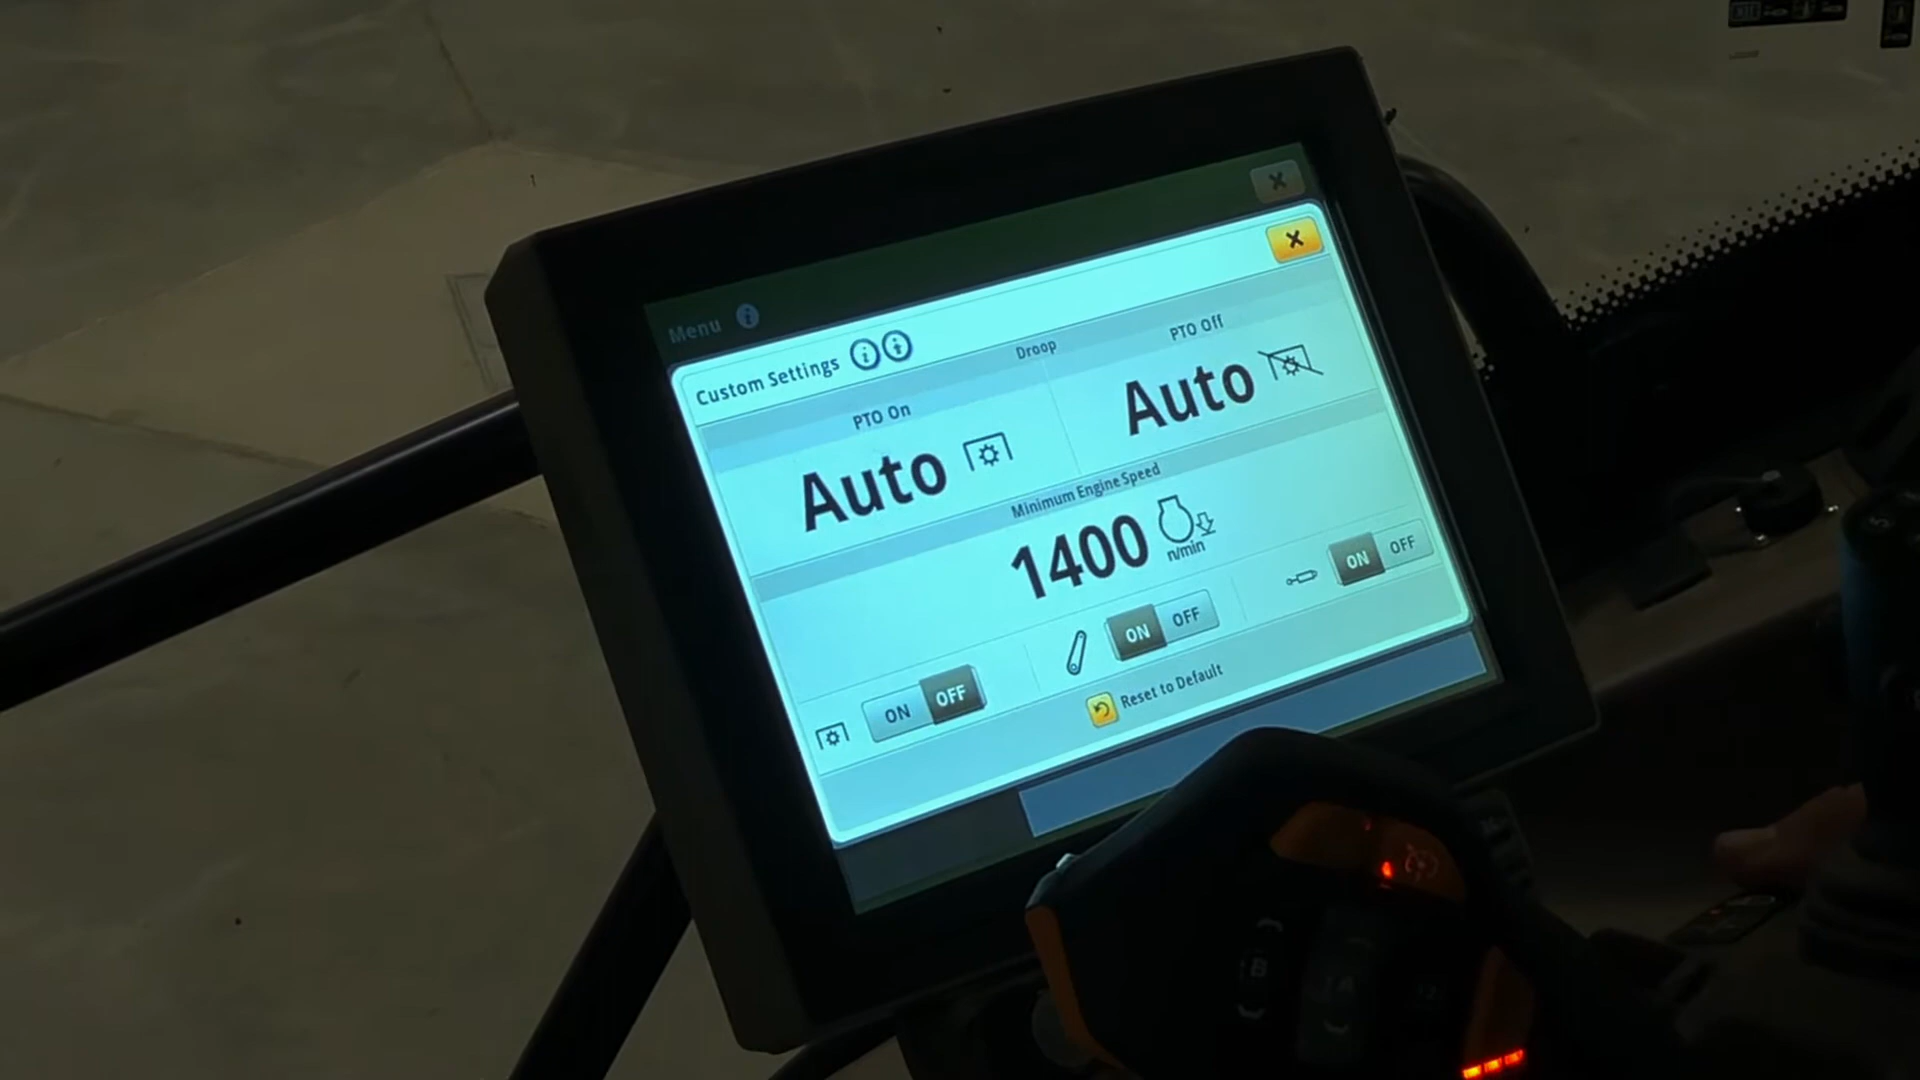 Menu
Custom Settings
Droop
PTO On
PTO Off
Auto
Auto
Minimum Engine Speed
1400
n/min
ON OFF
ON OFF
ON OFF
Reset to Default
B